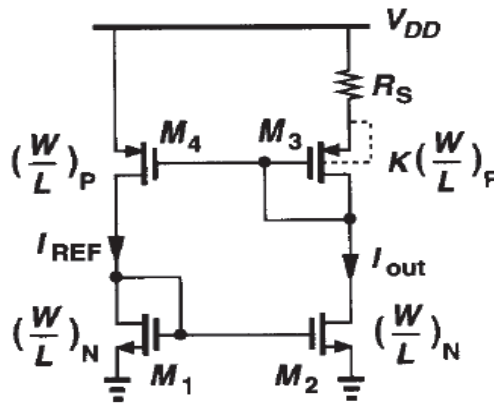 V_DD
R_S
M_4
M_3
(W/L)_P
K(W/L)_P
I_REF
I_out
(W/L)_N
(W/L)_N
M_1
M_2